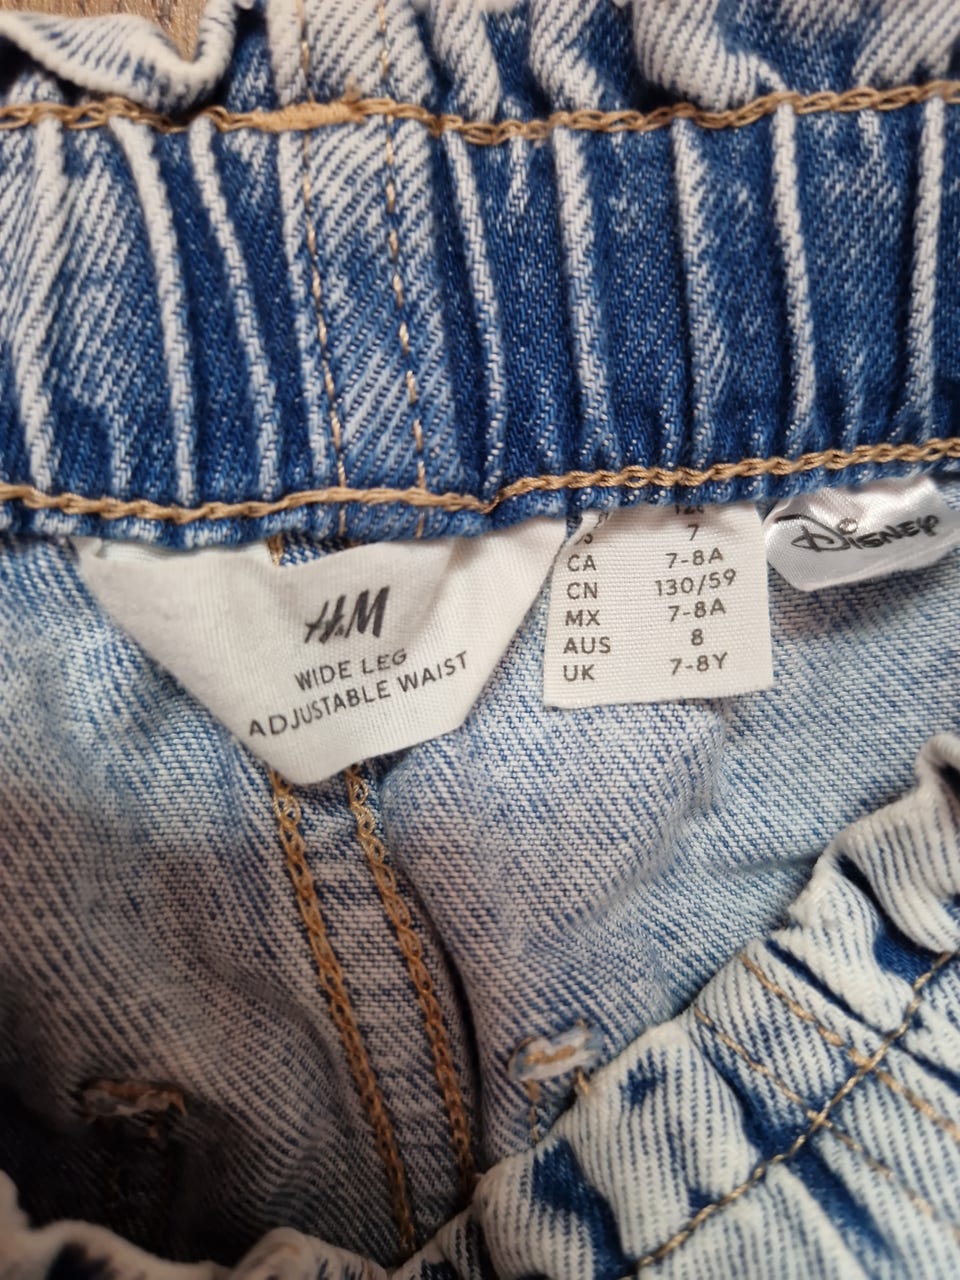 H&M
WIDE LEG
ADJUSTABLE WAIST
7
CA 7-8A
CN 130/59
MX 7-8A
AUS 8
UK 7-8Y
Disney